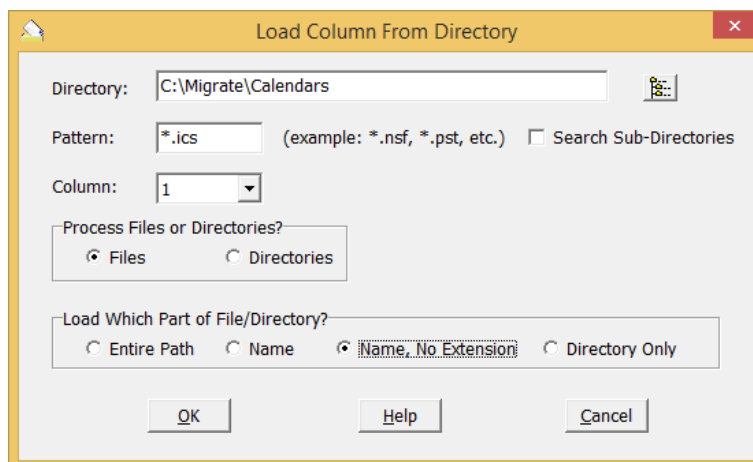 Load Column From Directory
Directory: C:\Migrate\Calendars
Pattern: *.ics (example: *.nsf, *.pst, etc.) Search Sub-Directories
Column: 1
Process Files or Directories?
Files Directories
Load Which Part of File/Directory?
Entire Path Name Name, No Extension Directory Only
OK Help Cancel